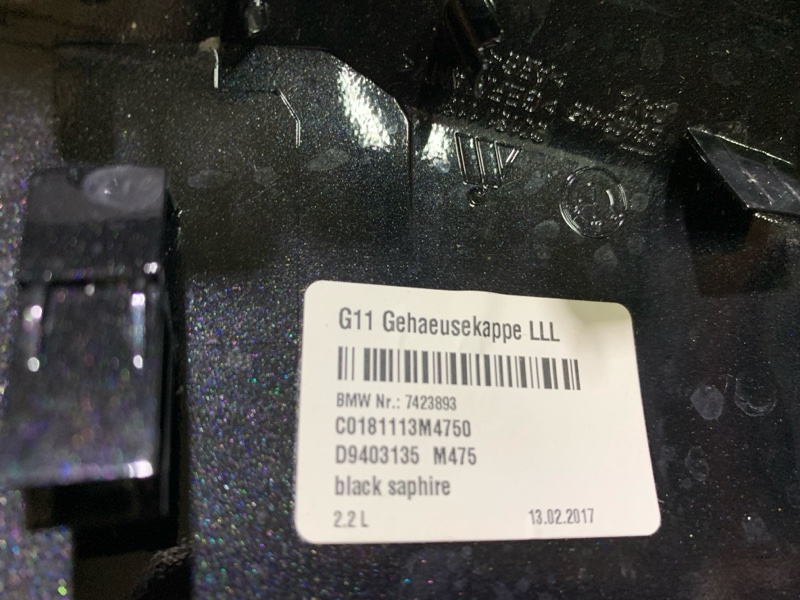 G11 Gehaeusekappe LLL
BMW Nr.: 7423893
C0181113M4750
D9403135 M475
black saphire
2.2 L 13.02.2017